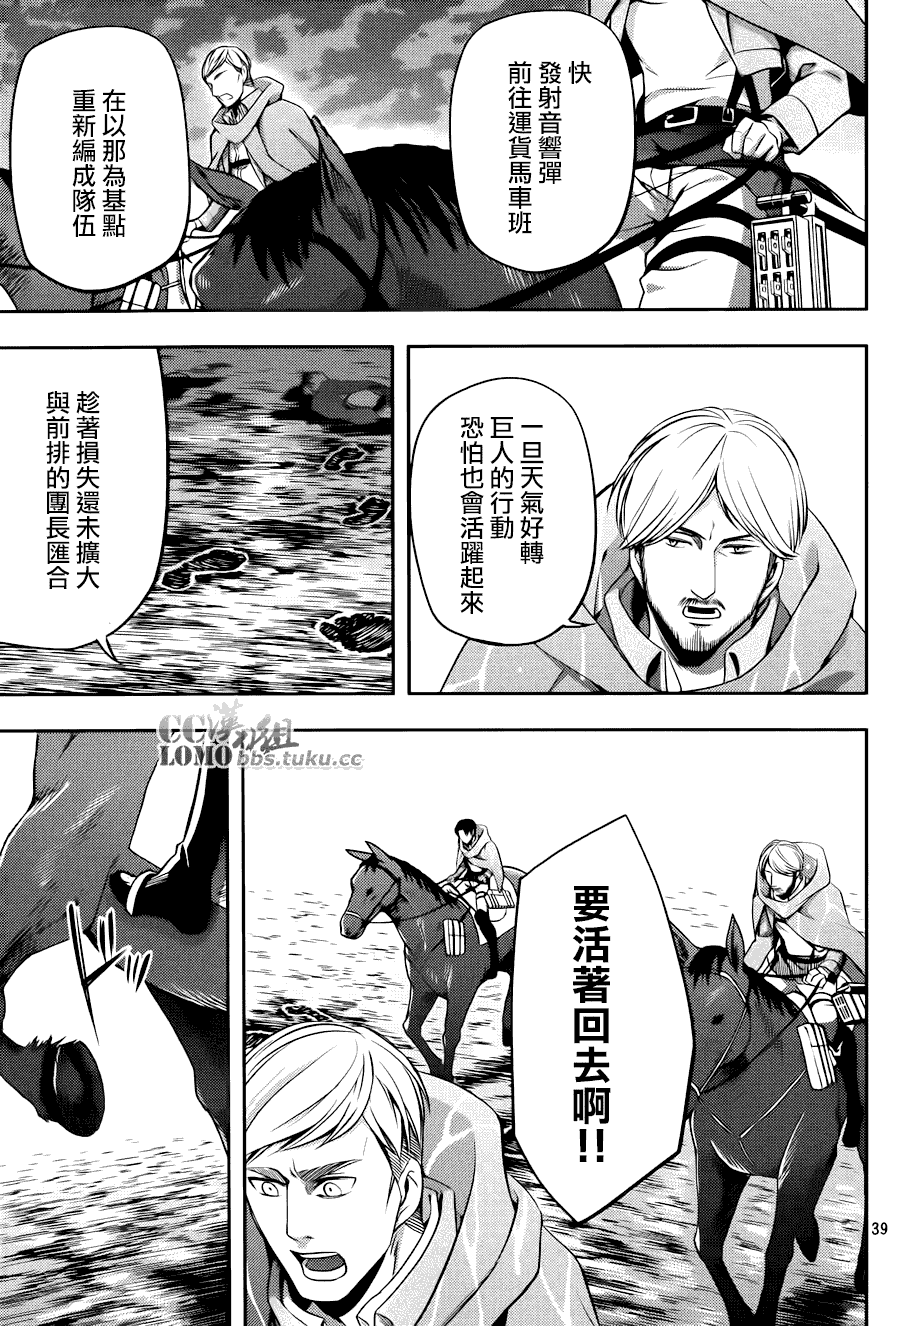 快
發射音響彈
前往運貨馬車班
在以那為基點
重新編成隊伍
一旦天氣好轉
巨人的行動
恐怕也會活躍起來
趁著損失還未擴大
與前排的團長匯合
CC漢化組
LOMO bbs.tuku.cc
要活著回去啊!!
39